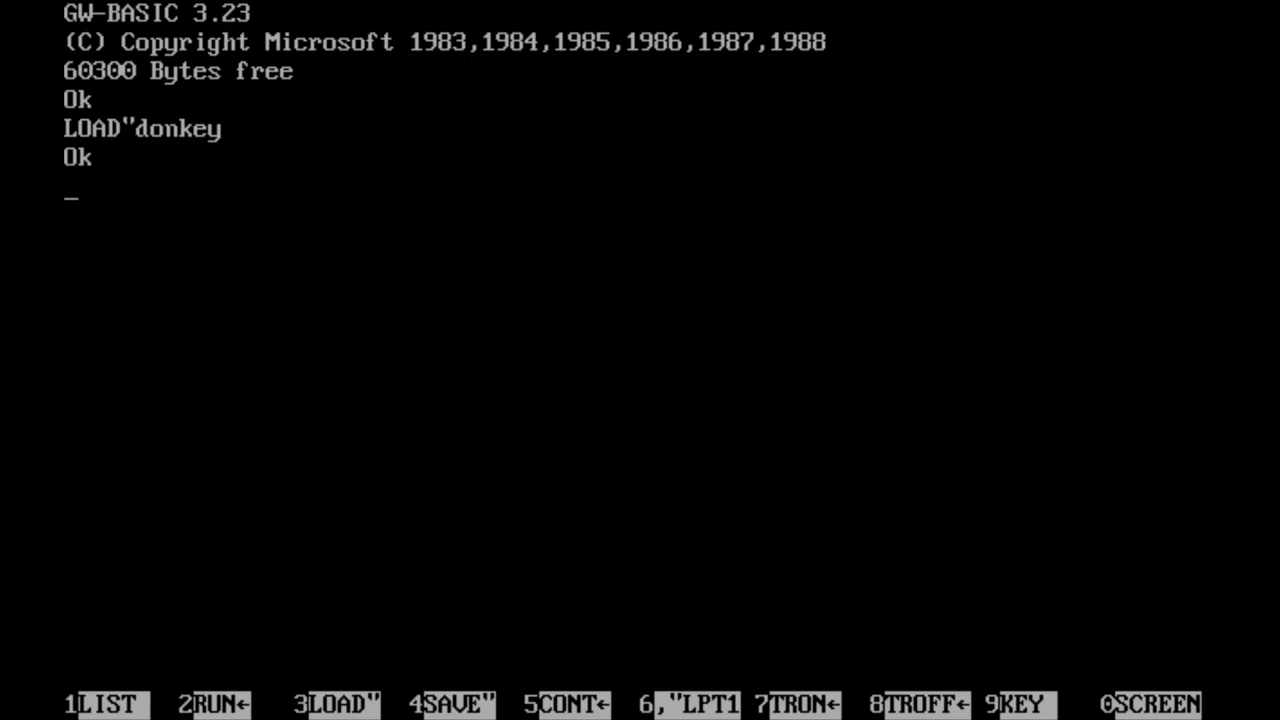 GW-BASIC 3.23
(C) Copyright Microsoft 1983,1984,1985,1986,1987,1988
60300 Bytes free
Ok
LOAD"donkey
Ok
_
1LIST 2RUN← 3LOAD" 4SAVE" 5CONT← 6,"LPT1 7TRON← 8TROFF← 9KEY 0SCREEN